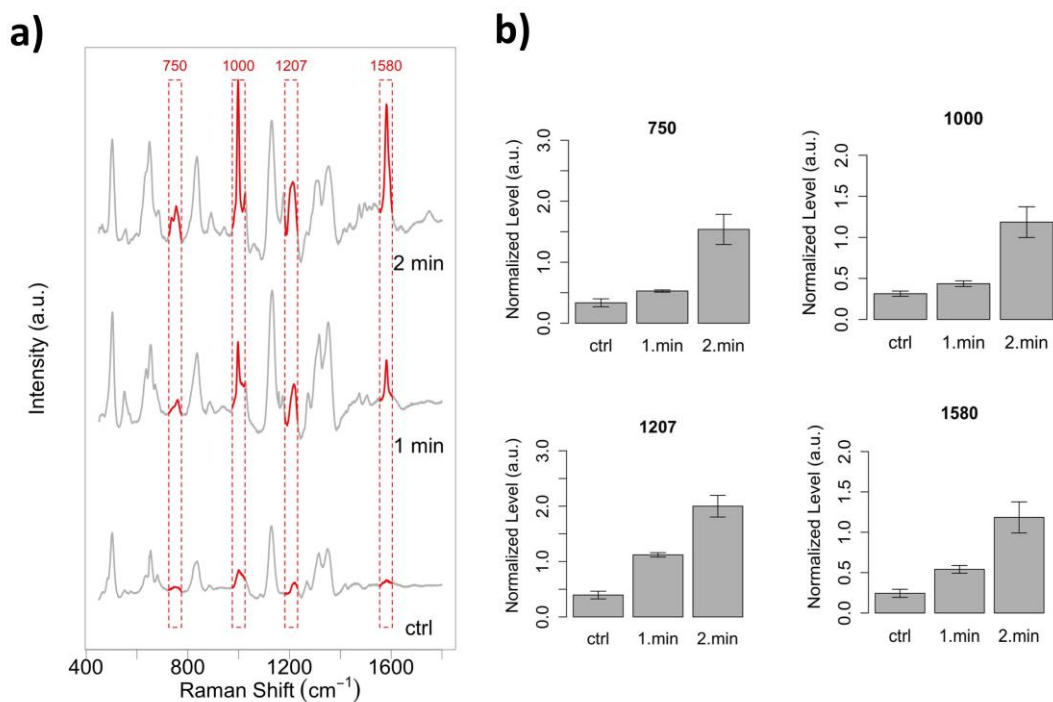 a)
750 1000 1207 1580
2 min
1 min
ctrl
Intensity (a.u.)
400 800 1200 1600
Raman Shift (cm⁻¹)
b)
750
Normalized Level (a.u.)
0.0 1.0 2.0 3.0
ctrl 1.min 2.min
1000
Normalized Level (a.u.)
0.0 0.5 1.0 1.5 2.0
ctrl 1.min 2.min
1207
Normalized Level (a.u.)
0.0 1.0 2.0 3.0
ctrl 1.min 2.min
1580
Normalized Level (a.u.)
0.0 0.5 1.0 1.5 2.0
ctrl 1.min 2.min